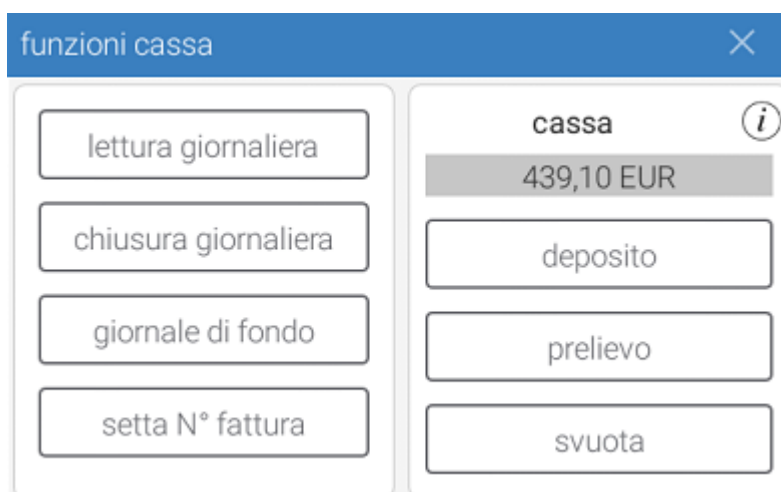 funzioni cassa
lettura giornaliera
chiusura giornaliera
giornale di fondo
setta N° fattura
cassa
i
439,10 EUR
deposito
prelievo
svuota